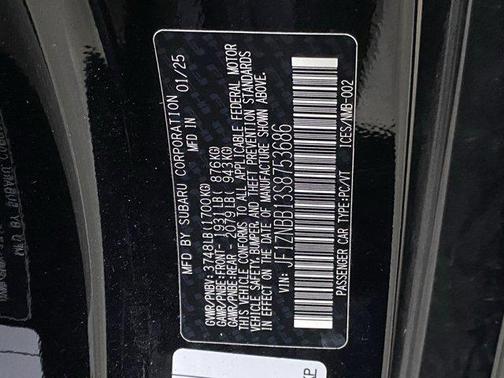 MFD BY SUBARU CORPORATION 01/25
MFD IN
GVWR/PNBV: 3748LB(1700KG)
GAWR/PNBE:FRONT- 1931LB( 876KG)
GAWR/PNBE:REAR - 2079LB( 943KG)
THIS VEHICLE CONFORMS TO ALL APPLICABLE FEDERAL MOTOR
VEHICLE SAFETY, BUMPER, AND THEFT PREVENTION STANDARDS
IN EFFECT ON THE DATE OF MANUFACTURE SHOWN ABOVE.
VIN: JF1ZNBB13S8753696
PASSENGER CAR TYPE:PC/VT
ICES/NMB-002